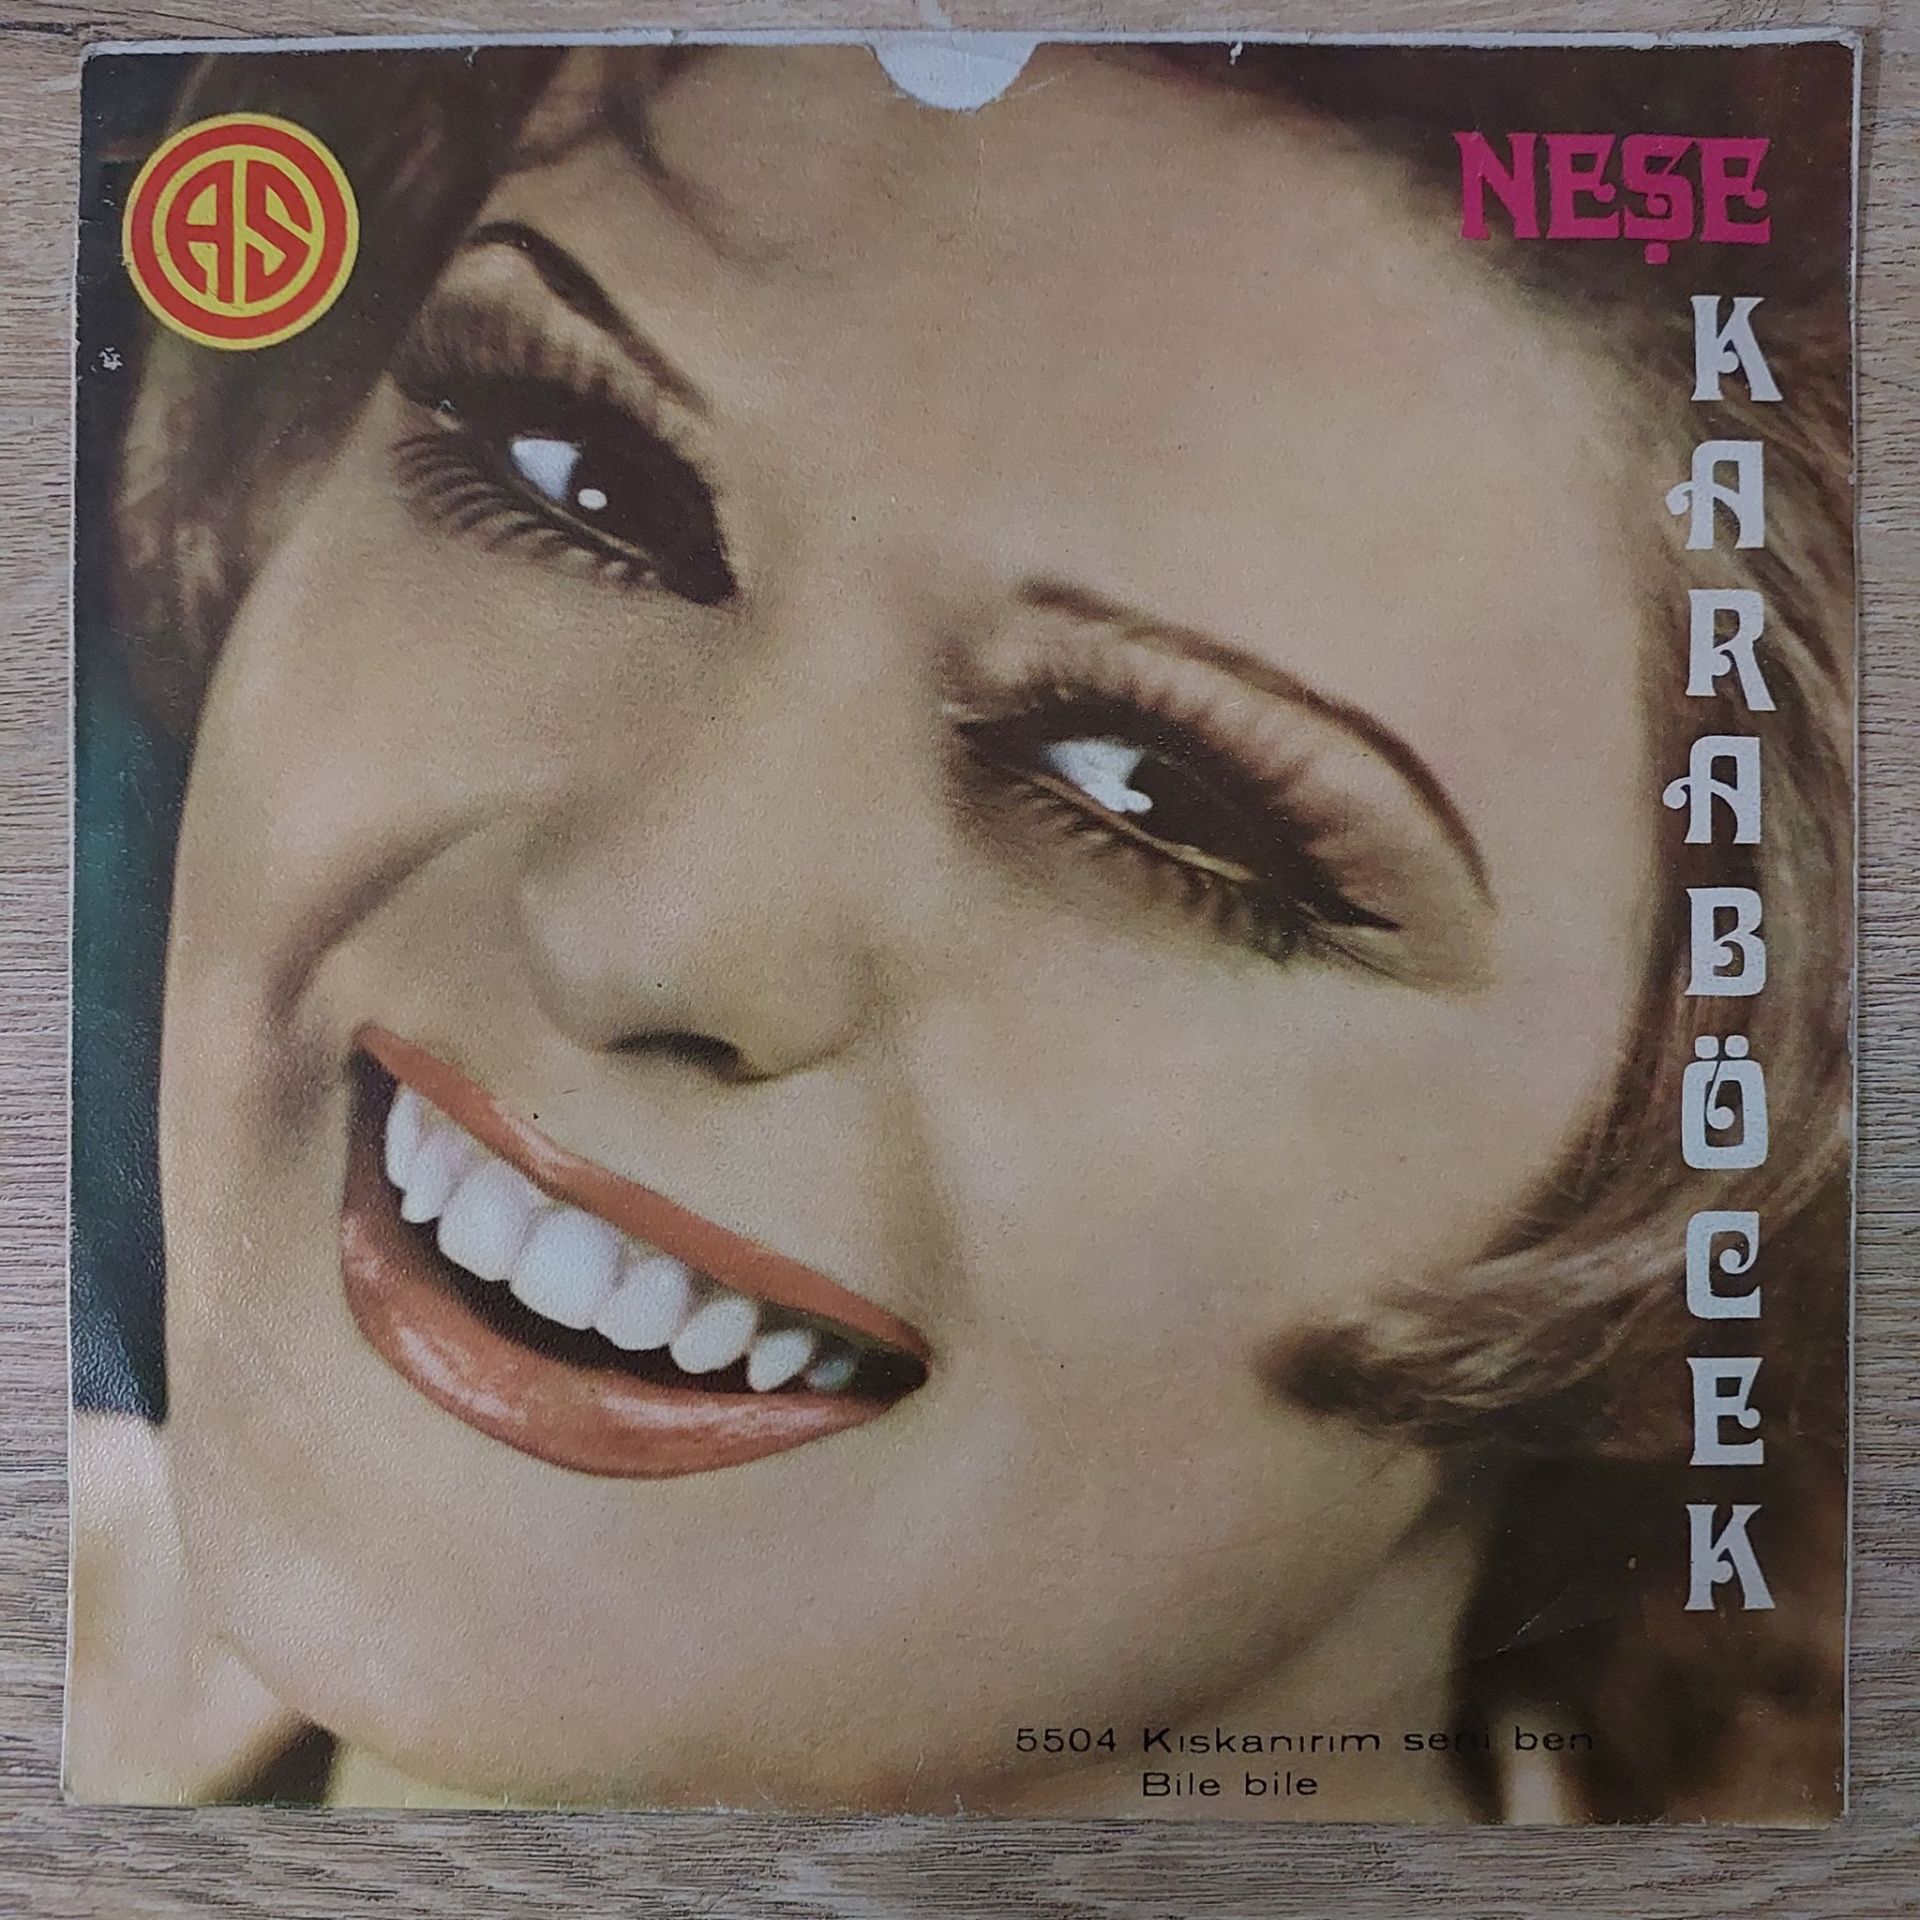 AS
NEŞE
KARABÖCEK
5504 Kıskanırım seni ben
Bile bile